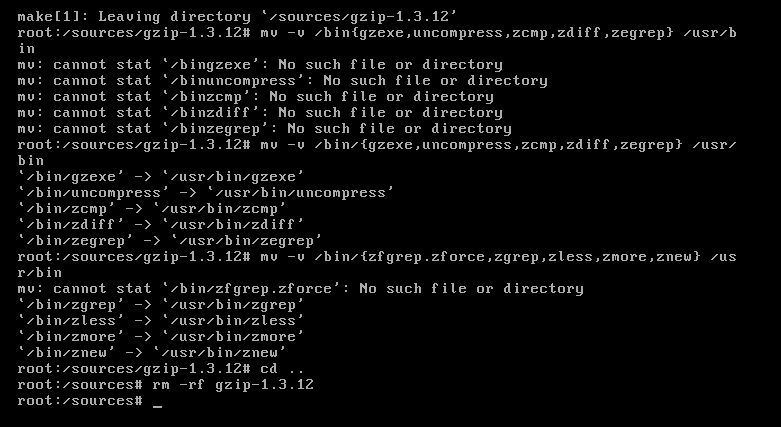 make[1]: Leaving directory `/sources/gzip-1.3.12'
root:/sources/gzip-1.3.12# mv -v /bin{gzexe,uncompress,zcmp,zdiff,zegrep} /usr/b
in
mv: cannot stat `/bingzexe': No such file or directory
mv: cannot stat `/binuncompress': No such file or directory
mv: cannot stat `/binzcmp': No such file or directory
mv: cannot stat `/binzdiff': No such file or directory
mv: cannot stat `/binzegrep': No such file or directory
root:/sources/gzip-1.3.12# mv -v /bin/{gzexe,uncompress,zcmp,zdiff,zegrep} /usr/
bin
`/bin/gzexe' -> `/usr/bin/gzexe'
`/bin/uncompress' -> `/usr/bin/uncompress'
`/bin/zcmp' -> `/usr/bin/zcmp'
`/bin/zdiff' -> `/usr/bin/zdiff'
`/bin/zegrep' -> `/usr/bin/zegrep'
root:/sources/gzip-1.3.12# mv -v /bin/{zfgrep.zforce,zgrep,zless,zmore,znew} /us
r/bin
mv: cannot stat `/bin/zfgrep.zforce': No such file or directory
`/bin/zgrep' -> `/usr/bin/zgrep'
`/bin/zless' -> `/usr/bin/zless'
`/bin/zmore' -> `/usr/bin/zmore'
`/bin/znew' -> `/usr/bin/znew'
root:/sources/gzip-1.3.12# cd ..
root:/sources# rm -rf gzip-1.3.12
root:/sources# _